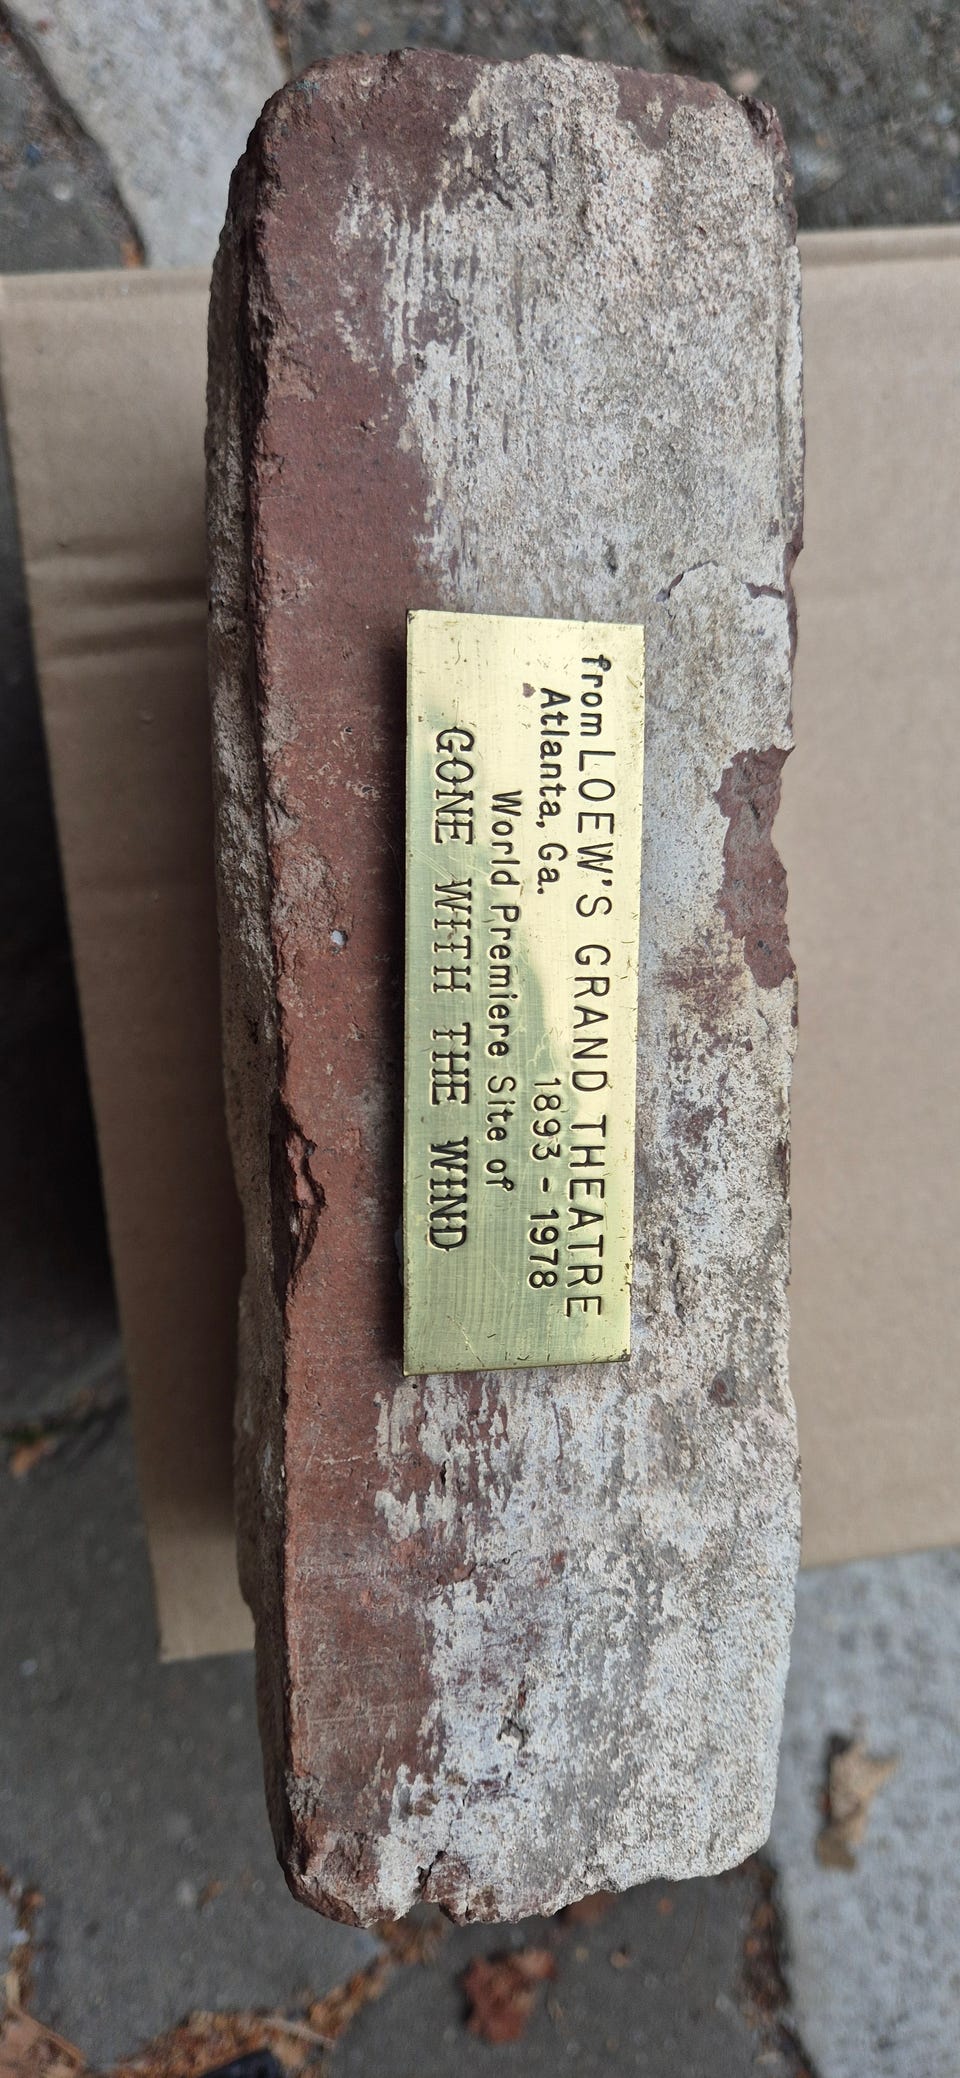 from LOEW'S GRAND THEATRE
Atlanta, Ga. 1893 - 1978
World Premiere Site of
GONE WITH THE WIND